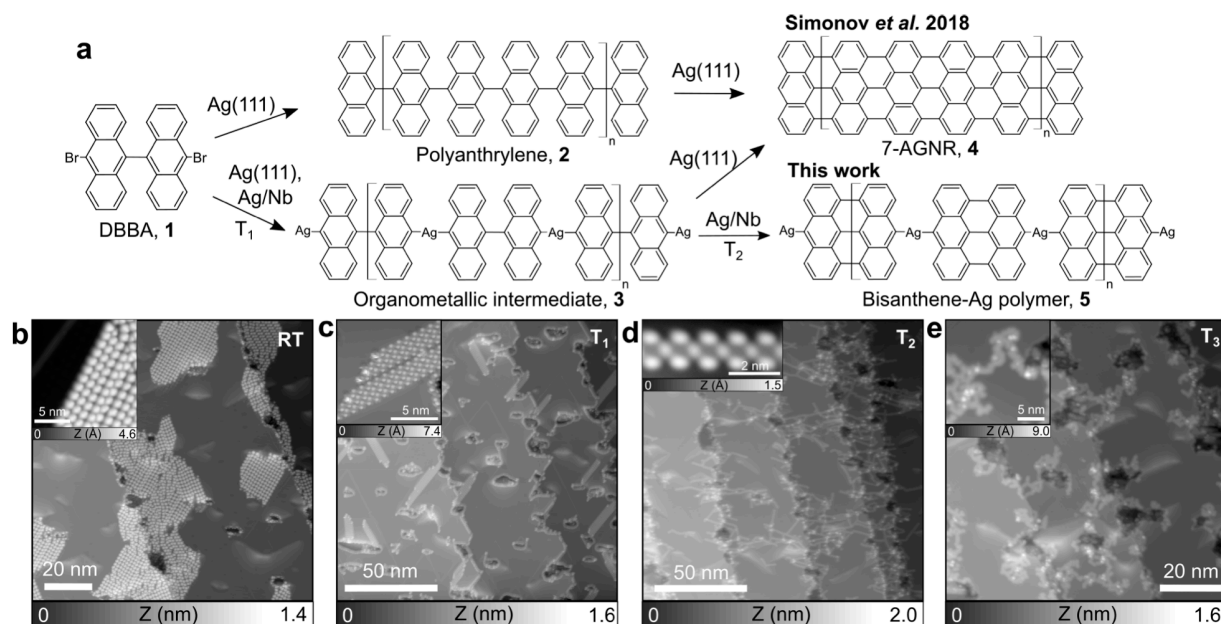 a
Simonov et al. 2018
Ag(111)
Ag(111)
n
n
Br
Br
Polyanthrylene, 2
7-AGNR, 4
DBBA, 1
Ag(111),
Ag/Nb
T1
Ag(111)
This work
Ag
Ag
Ag
Ag
n
Ag/Nb
T2
Ag
Ag
Ag
Ag
n
Organometallic intermediate, 3
Bisanthene-Ag polymer, 5
b
RT
5 nm
0 Z (Å) 4.6
20 nm
0 Z (nm) 1.4
c
T1
5 nm
0 Z (Å) 7.4
50 nm
0 Z (nm) 1.6
d
T2
2 nm
0 Z (Å) 1.5
50 nm
0 Z (nm) 2.0
e
T3
5 nm
0 Z (Å) 9.0
20 nm
0 Z (nm) 1.6